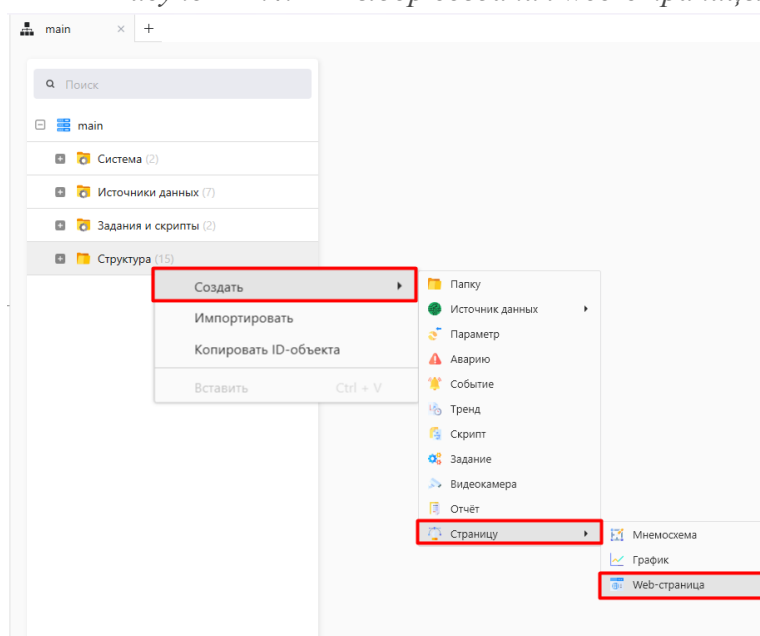 main × +
Поиск
main
Система (2)
Источники данных (7)
Задания и скрипты (2)
Структура (15)
Создать
Импортировать
Копировать ID-объекта
Вставить Ctrl + V
Папку
Источник данных
Параметр
Аварию
Событие
Тренд
Скрипт
Задание
Видеокамера
Отчёт
Страницу
Мнемосхема
График
Web-страница